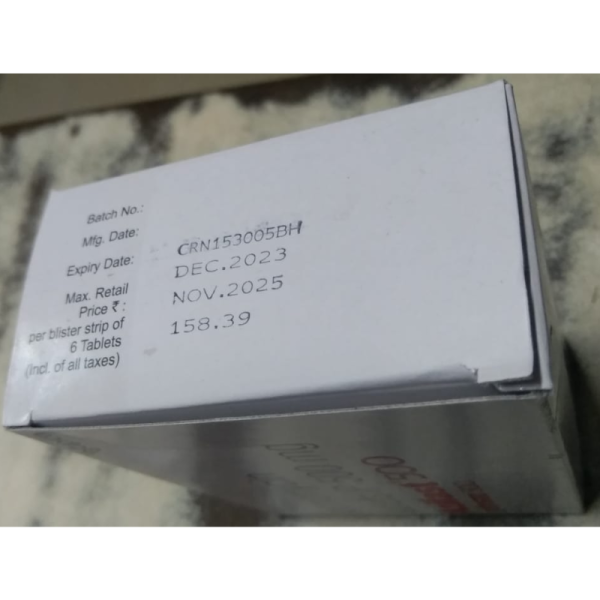 Batch No.:
Mfg. Date:
Expiry Date:
Max. Retail
Price ₹ :
per blister strip of
6 Tablets
(Incl. of all taxes)
CRN153005BH
DEC.2023
NOV.2025
158.39